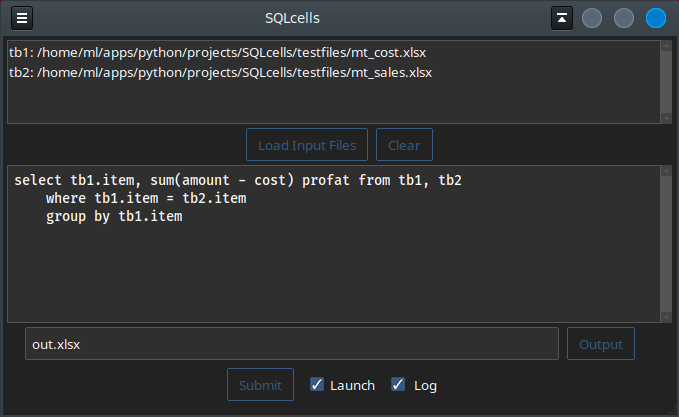 SQLcells
tb1: /home/ml/apps/python/projects/SQLcells/testfiles/mt_cost.xlsx
tb2: /home/ml/apps/python/projects/SQLcells/testfiles/mt_sales.xlsx
Load Input Files Clear
select tb1.item, sum(amount - cost) profat from tb1, tb2
where tb1.item = tb2.item
group by tb1.item
out.xlsx Output
Submit Launch Log